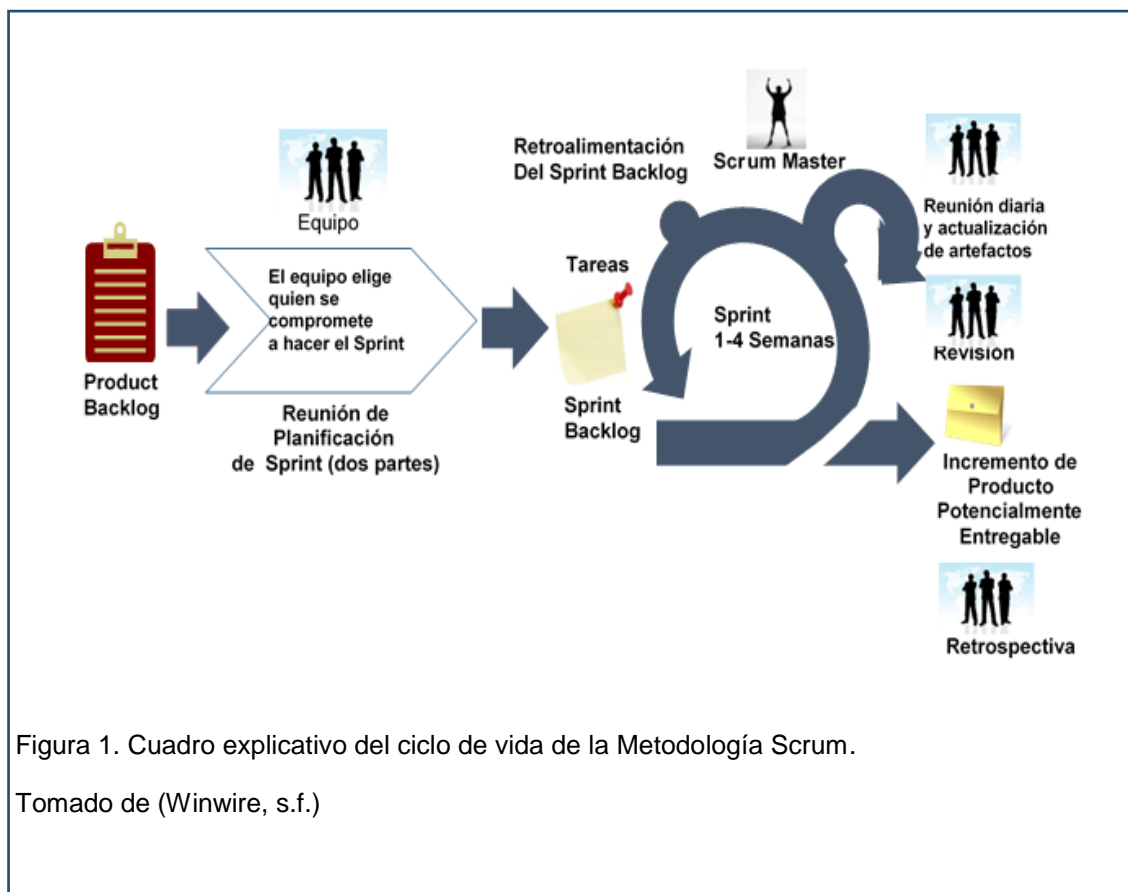 Equipo
El equipo elige
quien se
compromete
a hacer el Sprint
Product
Backlog
Reunión de
Planificación
de Sprint (dos partes)
Retroalimentación
Del Sprint Backlog
Tareas
Sprint
Backlog
Scrum Master
Sprint
1-4 Semanas
Reunión diaria
y actualización
de artefactos
Revisión
Incremento de
Producto
Potencialmente
Entregable
Retrospectiva
Figura 1. Cuadro explicativo del ciclo de vida de la Metodología Scrum.
Tomado de (Winwire, s.f.)